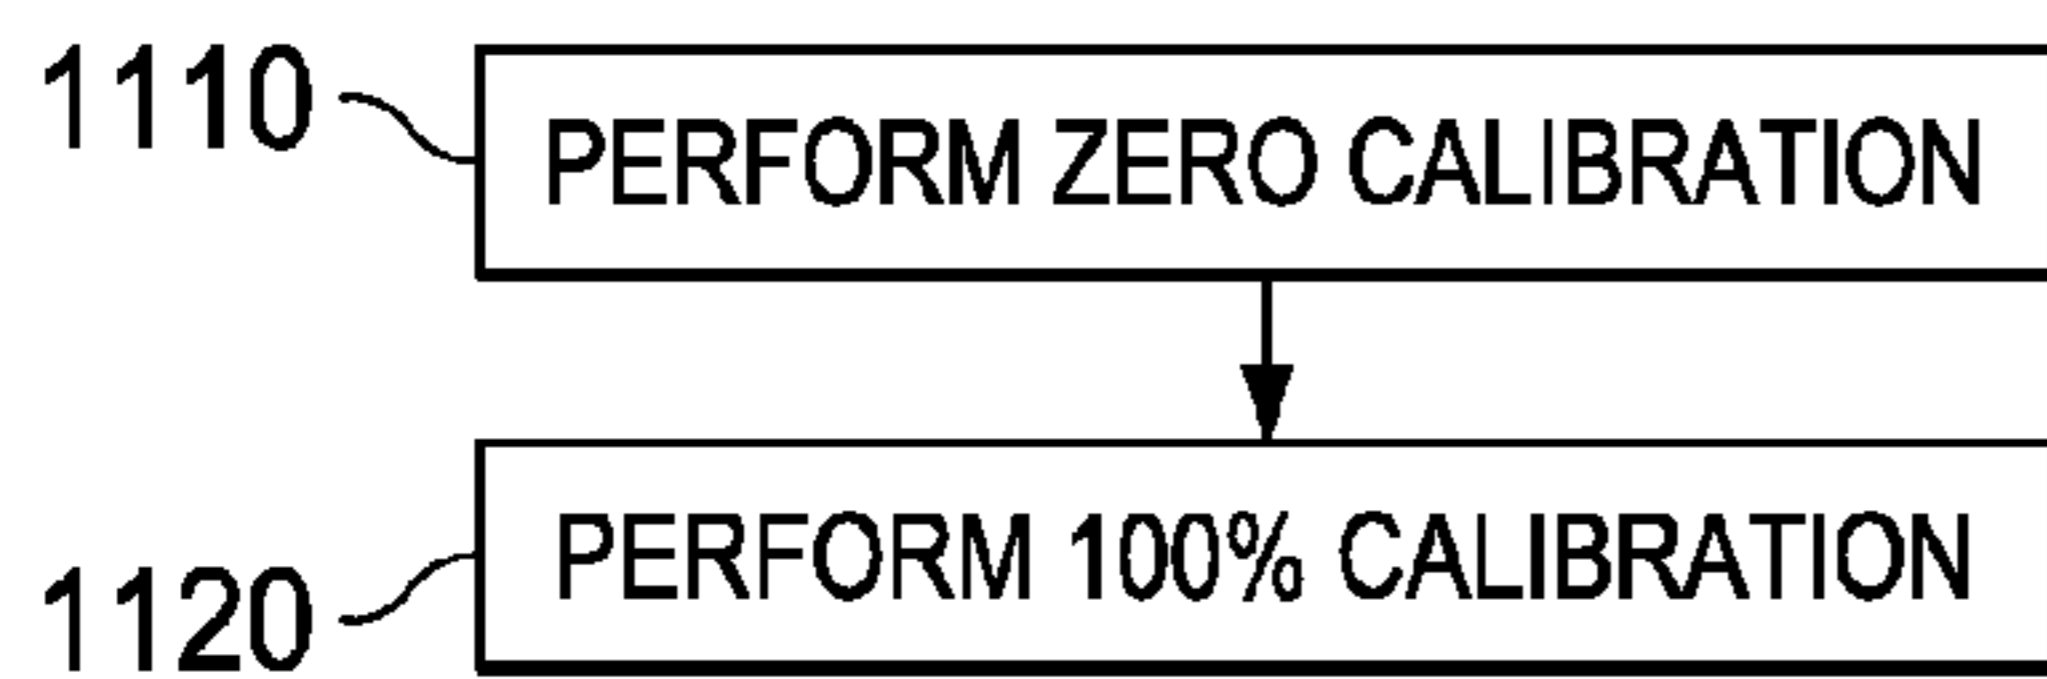 1110
PERFORM ZERO CALIBRATION
PERFORM 100% CALIBRATION
1120